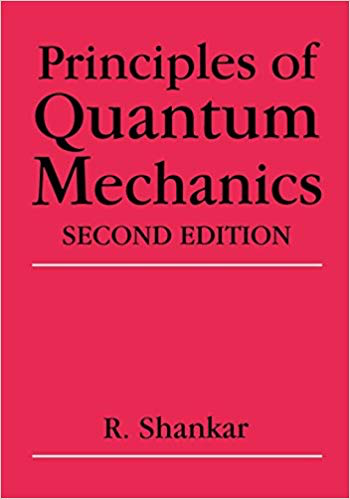 Principles of
Quantum
Mechanics
SECOND EDITION
R. Shankar